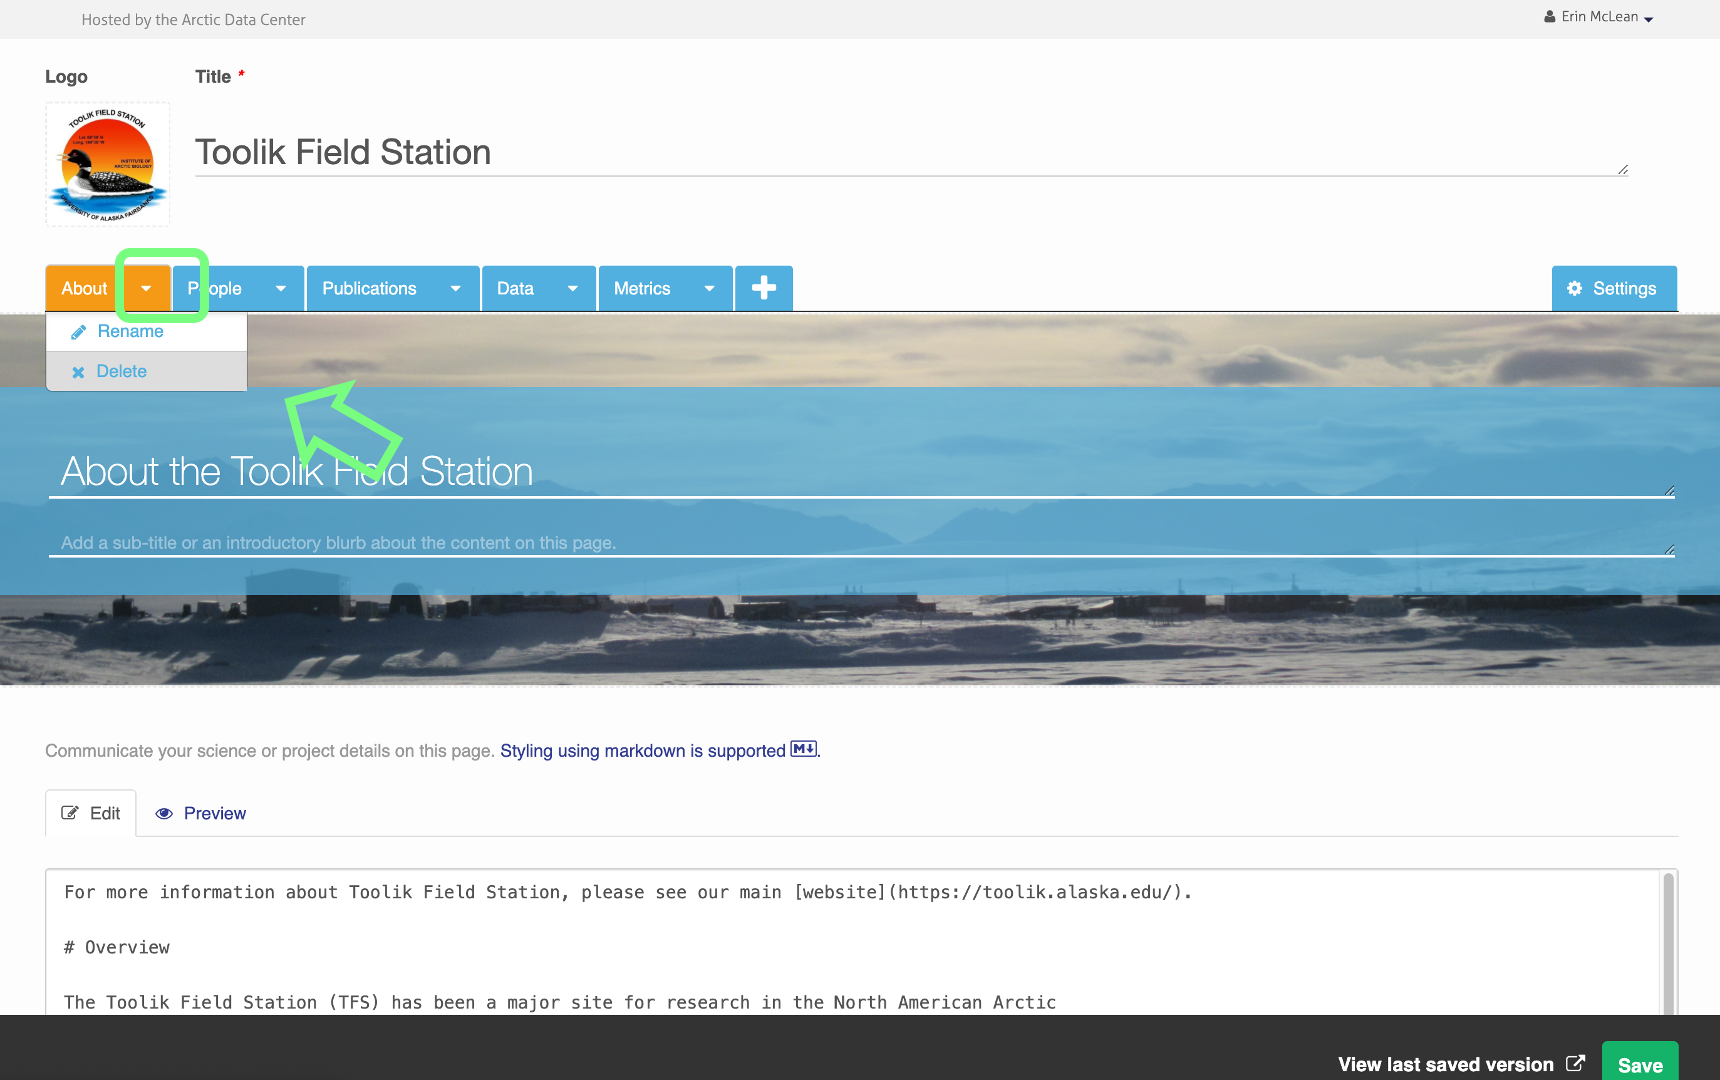 Hosted by the Arctic Data Center
Erin McLean
Logo
Title *
TOOLIK FIELD STATION
INSTITUTE OF
ARCTIC BIOLOGY
UNIVERSITY OF ALASKA FAIRBANKS
Toolik Field Station
About
People
Publications
Data
Metrics
Settings
Rename
Delete
About the Toolik Field Station
Add a sub-title or an introductory blurb about the content on this page.
Communicate your science or project details on this page. Styling using markdown is supported M.
Edit
Preview
For more information about Toolik Field Station, please see our main [website](https://toolik.alaska.edu/).
# Overview
The Toolik Field Station (TFS) has been a major site for research in the North American Arctic
View last saved version
Save